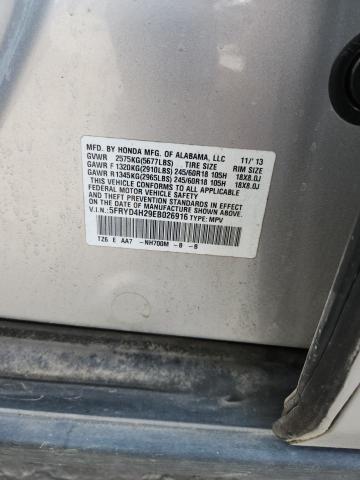 MFD. BY HONDA MFG. OF ALABAMA, LLC 11/'13
GVWR 2575KG(5677LBS) TIRE SIZE RIM SIZE
GAWR F 1320KG(2910LBS) 245/60R18 105H 18X8.0J
GAWR R 1345KG(2965LBS) 245/60R18 105H 18X8.0J
THIS VEHICLE CONFORMS TO ALL APPLICABLE
FEDERAL MOTOR VEHICLE SAFETY
AND THEFT PREVENTION STANDARDS IN EFFECT
ON THE DATE OF MANUFACTURE SHOWN ABOVE.
V.I.N: 5FRYD4H29EB026916 TYPE: MPV
TZ6 E AA7 -NH700M -B -B